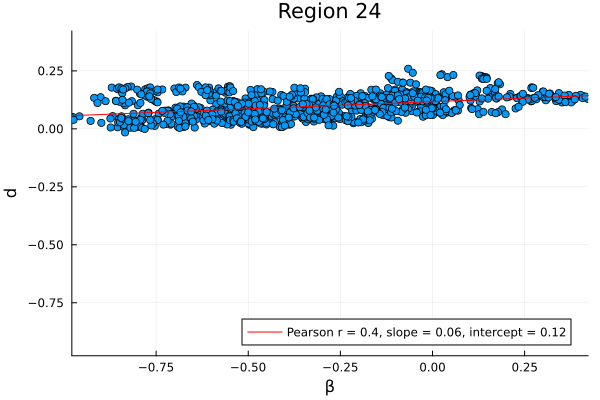 Region 24
0.25
0.00
−0.25
−0.50
−0.75
d
Pearson r = 0.4, slope = 0.06, intercept = 0.12
−0.75 −0.50 −0.25 0.00 0.25
β